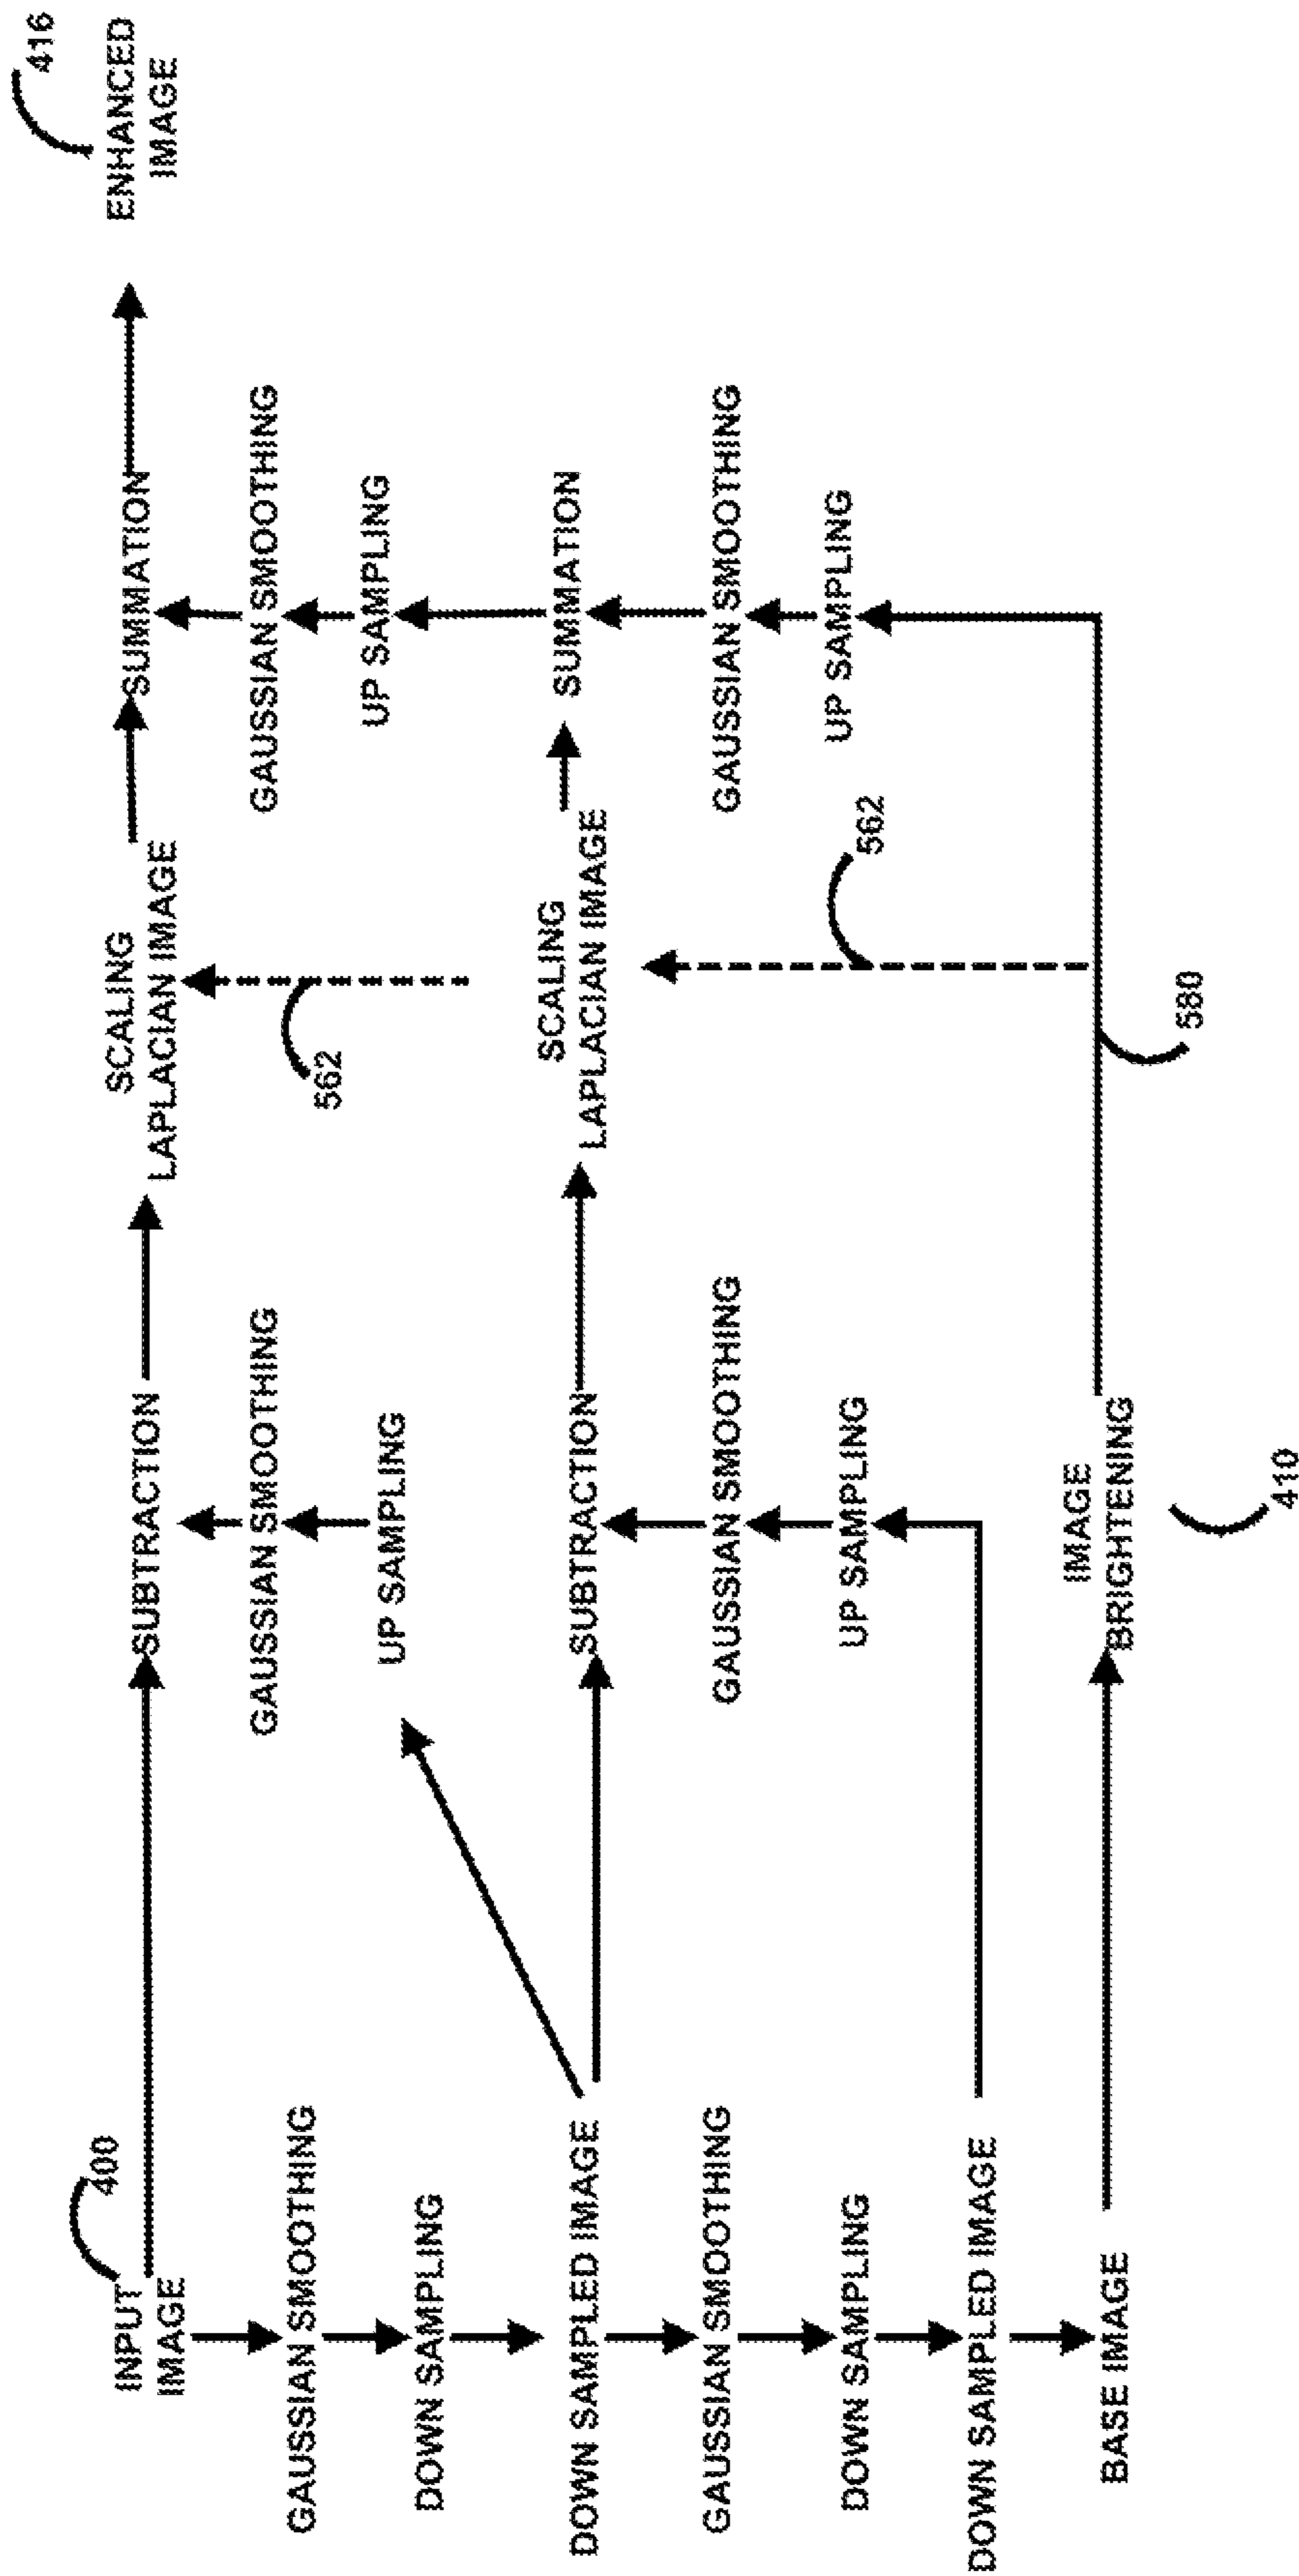 400
INPUT
IMAGE
GAUSSIAN SMOOTHING
DOWN SAMPLING
DOWN SAMPLED IMAGE
GAUSSIAN SMOOTHING
DOWN SAMPLING
DOWN SAMPLED IMAGE
BASE IMAGE
SUBTRACTION
GAUSSIAN SMOOTHING
UP SAMPLING
SUBTRACTION
GAUSSIAN SMOOTHING
UP SAMPLING
IMAGE
BRIGHTENING
410
SCALING
LAPLACIAN IMAGE
562
SCALING
LAPLACIAN IMAGE
562
580
SUMMATION
GAUSSIAN SMOOTHING
UP SAMPLING
SUMMATION
GAUSSIAN SMOOTHING
UP SAMPLING
416
ENHANCED
IMAGE